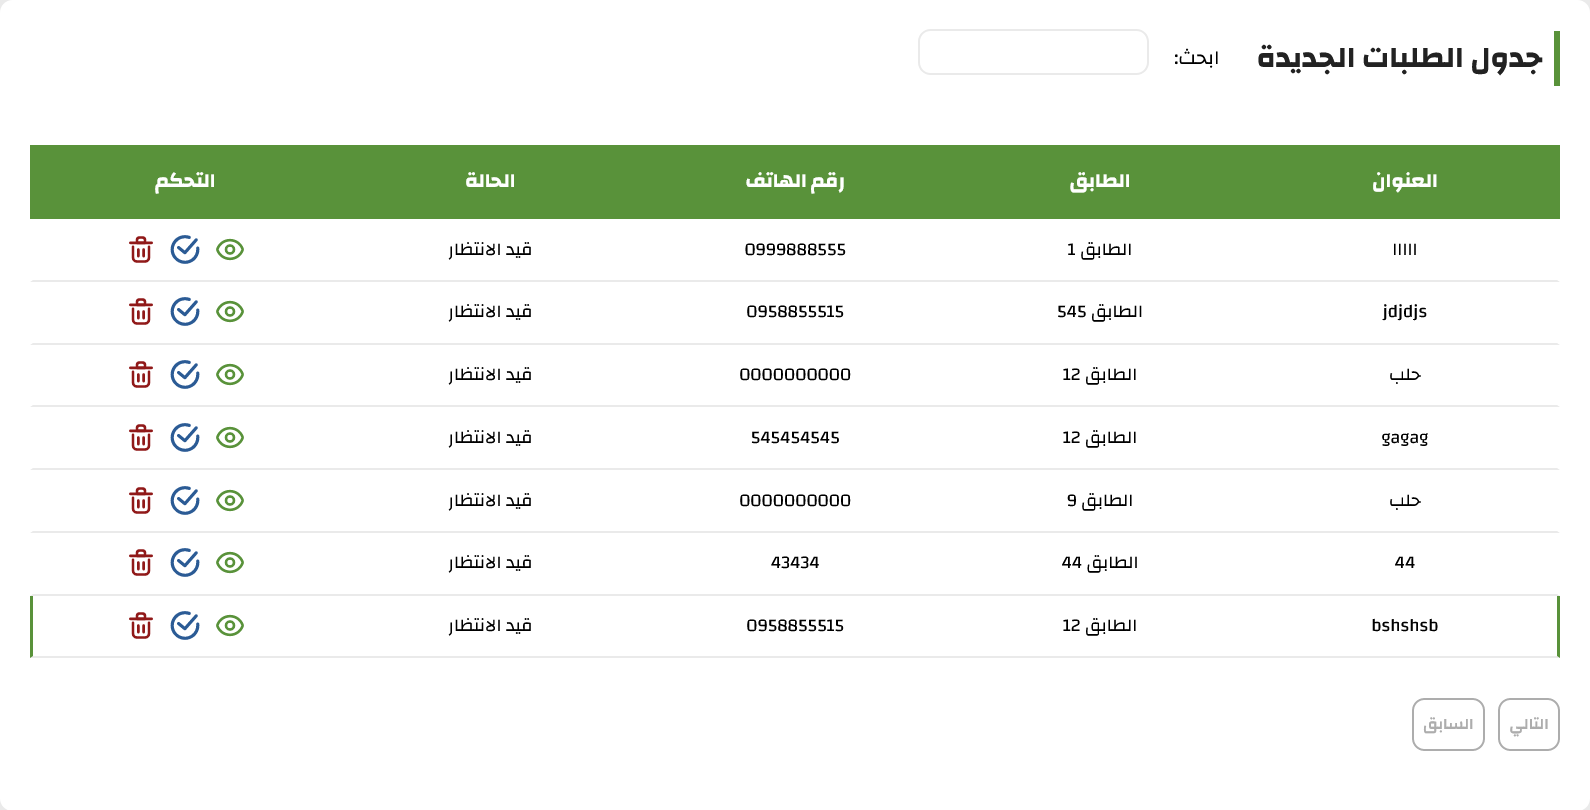 جدول الطلبات الجديدة ابحث:
العنوان الطابق رقم الهاتف الحالة التحكم
ااااا الطابق 1 0999888555 قيد الانتظار
jdjdjs الطابق 545 0958855515 قيد الانتظار
حلب الطابق 12 0000000000 قيد الانتظار
gagag الطابق 12 545454545 قيد الانتظار
حلب الطابق 9 0000000000 قيد الانتظار
44 الطابق 44 43434 قيد الانتظار
bshshsb الطابق 12 0958855515 قيد الانتظار
التالي السابق